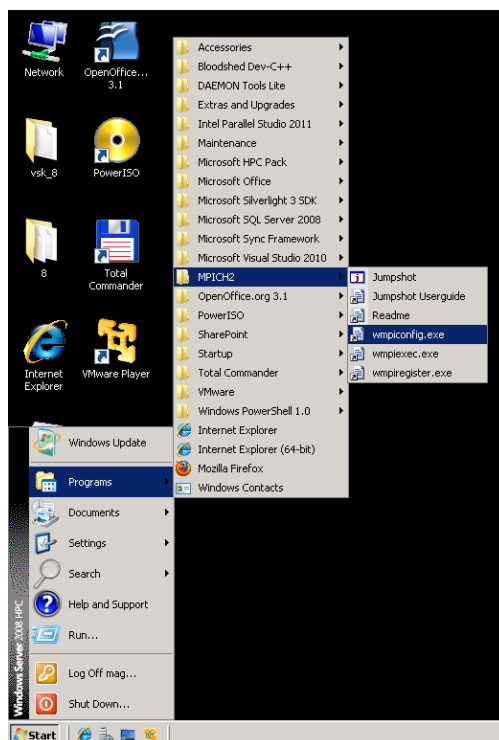 Network
OpenOffice...
3.1
vsk_8
PowerISO
8
Total
Commander
Internet
Explorer
VMware Player
Accessories
Bloodshed Dev-C++
DAEMON Tools Lite
Extras and Upgrades
Intel Parallel Studio 2011
Maintenance
Microsoft HPC Pack
Microsoft Office
Microsoft Silverlight 3 SDK
Microsoft SQL Server 2008
Microsoft Sync Framework
Microsoft Visual Studio 2010
MPICH2
OpenOffice.org 3.1
PowerISO
SharePoint
Startup
Total Commander
VMware
Windows PowerShell 1.0
Internet Explorer
Internet Explorer (64-bit)
Mozilla Firefox
Windows Contacts
Jumpshot
Jumpshot Userguide
Readme
wmpiconfig.exe
wmpiexec.exe
wmpiregister.exe
Windows Update
Programs
Documents
Settings
Search
Help and Support
Run...
Log Off mag...
Shut Down...
Windows Server 2008 HPC
Start